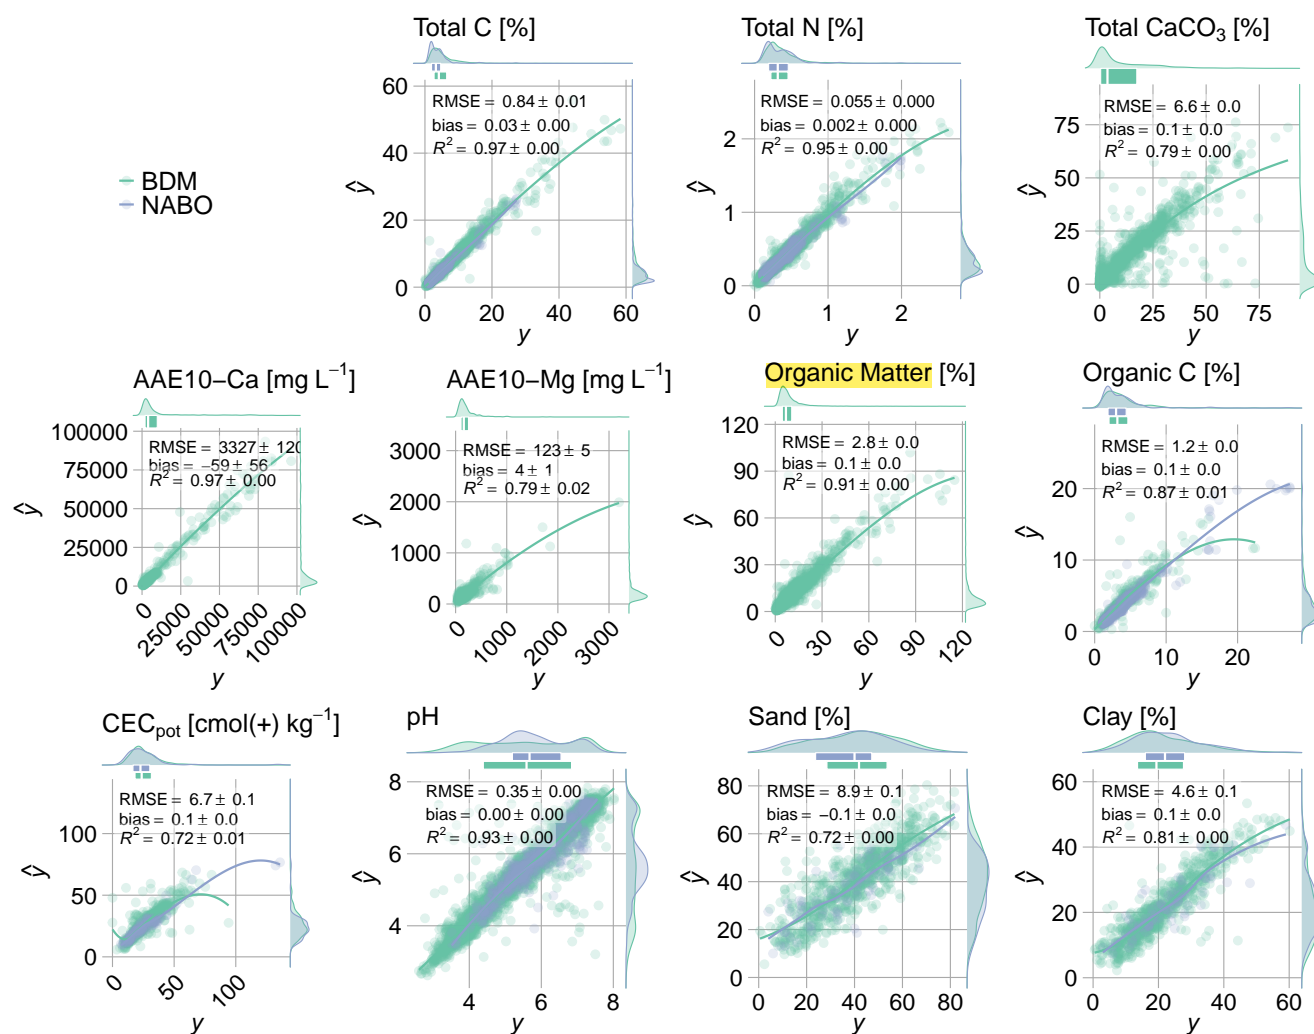 Total C [%]
RMSE = 0.84 ± 0.01
bias = 0.03 ± 0.00
R² = 0.97 ± 0.00
60
40
20
0
ŷ
0 20 40 60
y
Total N [%]
RMSE = 0.055 ± 0.000
bias = 0.002 ± 0.000
R² = 0.95 ± 0.00
2
1
0
ŷ
0 1 2
y
Total CaCO₃ [%]
RMSE = 6.6 ± 0.0
bias = 0.1 ± 0.0
R² = 0.79 ± 0.00
75
50
25
0
ŷ
0 25 50 75
y
BDM
NABO
AAE10−Ca [mg L⁻¹]
RMSE = 3327 ± 120
bias = −59 ± 56
R² = 0.97 ± 0.00
100000
75000
50000
25000
0
ŷ
0 25000 50000 75000 100000
y
AAE10−Mg [mg L⁻¹]
RMSE = 123 ± 5
bias = 4 ± 1
R² = 0.79 ± 0.02
3000
2000
1000
0
ŷ
0 1000 2000 3000
y
Organic Matter [%]
RMSE = 2.8 ± 0.0
bias = 0.1 ± 0.0
R² = 0.91 ± 0.00
120
90
60
30
0
ŷ
0 30 60 90 120
y
Organic C [%]
RMSE = 1.2 ± 0.0
bias = 0.1 ± 0.0
R² = 0.87 ± 0.01
20
10
0
ŷ
0 10 20
y
CECpot [cmol(+) kg⁻¹]
RMSE = 6.7 ± 0.1
bias = 0.1 ± 0.0
R² = 0.72 ± 0.01
100
50
0
ŷ
0 50 100
y
pH
RMSE = 0.35 ± 0.00
bias = 0.00 ± 0.00
R² = 0.93 ± 0.00
8
6
4
ŷ
4 6 8
y
Sand [%]
RMSE = 8.9 ± 0.1
bias = −0.1 ± 0.0
R² = 0.72 ± 0.00
80
60
40
20
0
ŷ
0 20 40 60 80
y
Clay [%]
RMSE = 4.6 ± 0.1
bias = 0.1 ± 0.0
R² = 0.81 ± 0.00
60
40
20
0
ŷ
0 20 40 60
y